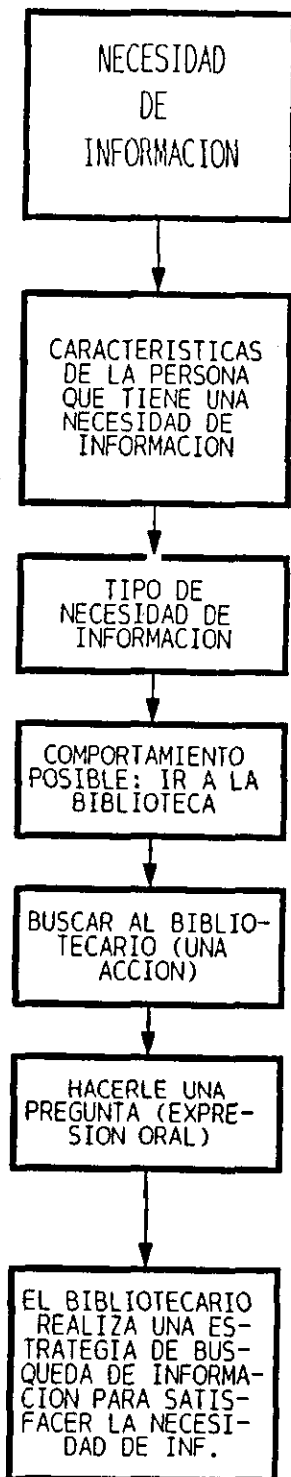 NECESIDAD
DE
INFORMACION
CARACTERISTICAS
DE LA PERSONA
QUE TIENE UNA
NECESIDAD DE
INFORMACION
TIPO DE
NECESIDAD DE
INFORMACION
COMPORTAMIENTO
POSIBLE: IR A LA
BIBLIOTECA
BUSCAR AL BIBLIO-
TECARIO (UNA
ACCION)
HACERLE UNA
PREGUNTA (EXPRE-
SION ORAL)
EL BIBLIOTECARIO
REALIZA UNA ES-
TRATEGIA DE BUS-
QUEDA DE INFORMA-
CION PARA SATIS-
FACER LA NECESI-
DAD DE INF.